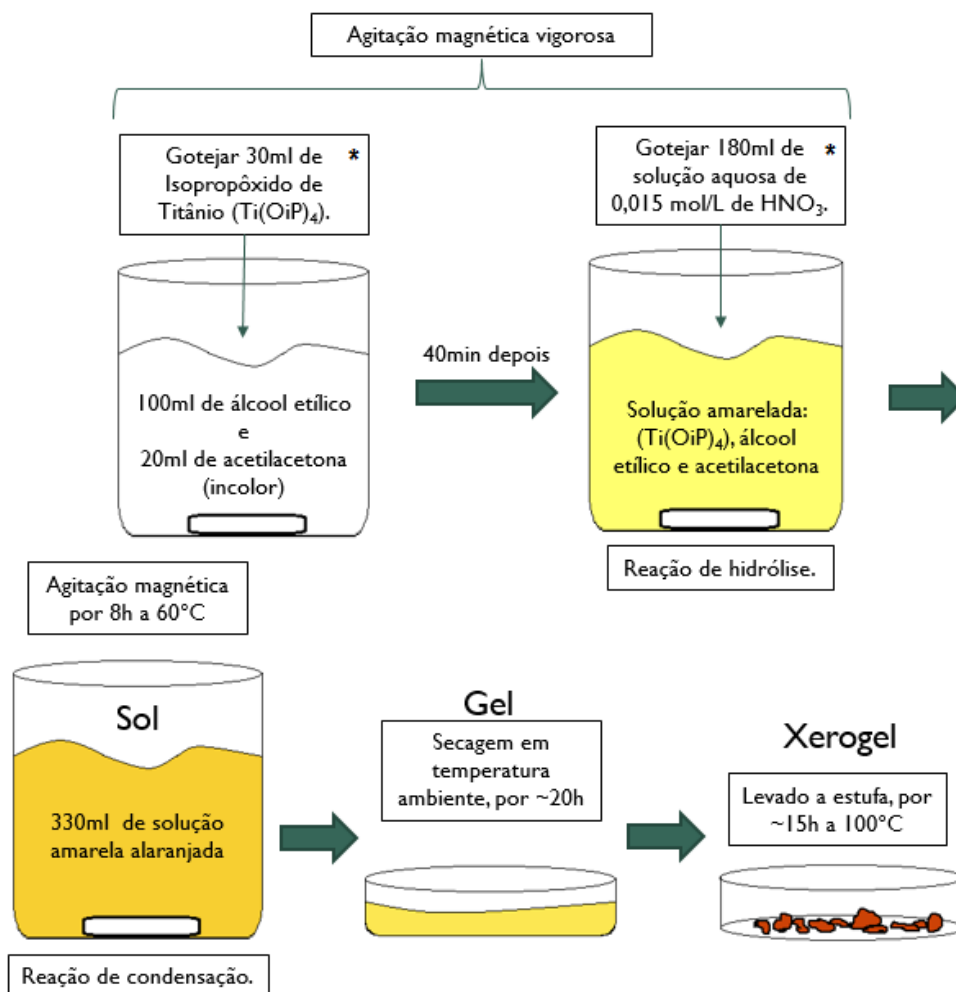 Agitação magnética vigorosa
Gotejar 30ml de *
Isopropôxido de
Titânio (Ti(OiP)₄).
Gotejar 180ml de *
solução aquosa de
0,015 mol/L de HNO₃.
100ml de álcool etílico
e
20ml de acetilacetona
(incolor)
40min depois
Solução amarelada:
(Ti(OiP)₄), álcool
etílico e acetilacetona
Reação de hidrólise.
Agitação magnética
por 8h a 60°C
Sol
330ml de solução
amarela alaranjada
Reação de condensação.
Gel
Secagem em
temperatura
ambiente, por ~20h
Xerogel
Levado a estufa, por
~15h a 100°C